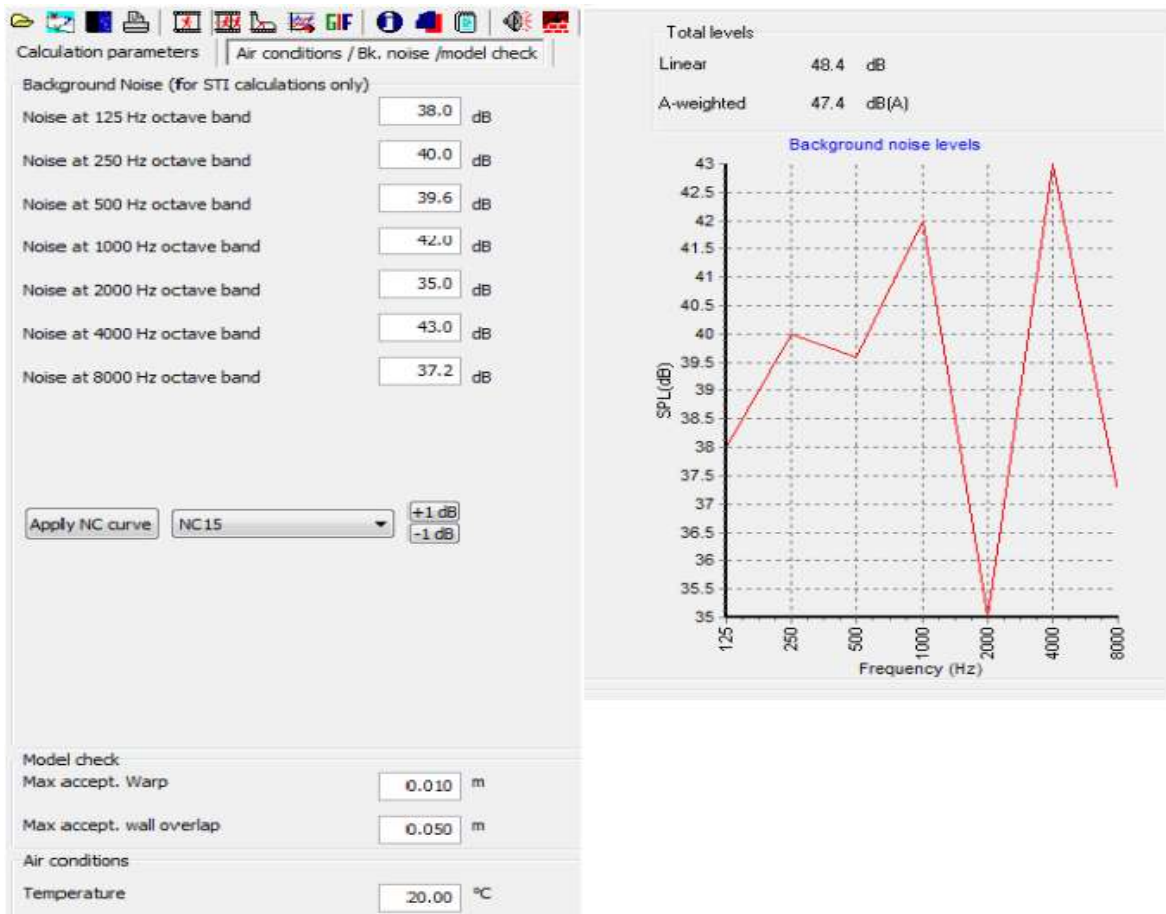 GIF
Calculation parameters
Air conditions / Bk. noise /model check
Background Noise (for STI calculations only)
Noise at 125 Hz octave band 38.0 dB
Noise at 250 Hz octave band 40.0 dB
Noise at 500 Hz octave band 39.6 dB
Noise at 1000 Hz octave band 42.0 dB
Noise at 2000 Hz octave band 35.0 dB
Noise at 4000 Hz octave band 43.0 dB
Noise at 8000 Hz octave band 37.2 dB
Apply NC curve NC15 +1 dB
-1 dB
Model check
Max accept. Warp 0.010 m
Max accept. wall overlap 0.050 m
Air conditions
Temperature 20.00 °C
Total levels
Linear 48.4 dB
A-weighted 47.4 dB(A)
Background noise levels
43
42.5
42
41.5
41
40.5
40
39.5
39
38.5
38
37.5
37
36.5
36
35.5
35
SPL(dB)
125 250 500 1000 2000 4000 8000
Frequency (Hz)